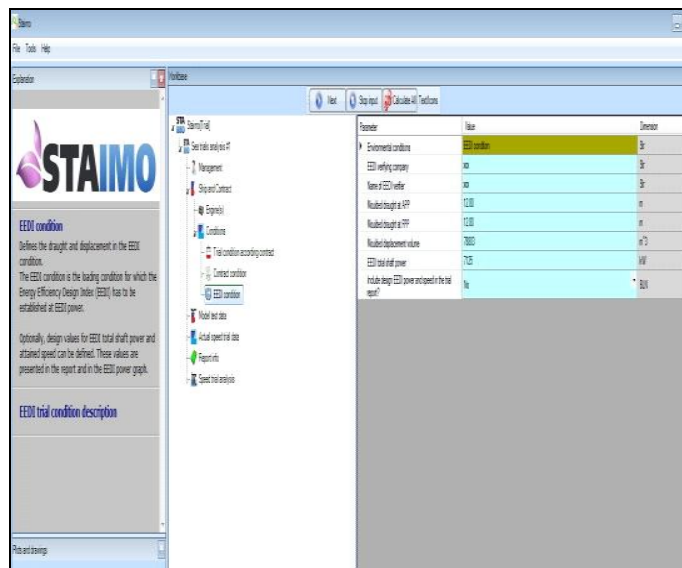 Staimo
File Tools Help
Explanation
Workbase
Next Stop input Calculate All Text/Icons
STAIMO
EEDI condition
Defines the draught and displacement in the EEDI
condition.
The EEDI condition is the loading condition for which the
Energy Efficiency Design Index (EEDI) has to be
established at EEDI power.
Optionally, design values for EEDI total shaft power and
attained speed can be defined. These values are
presented in the report and in the EEDI power graph.
EEDI trial condition description
Plots and drawings
STA Staimo[Trial]
Sea trials analysis #1
Management
Ship and Contract
Engine(s)
Conditions
Trial condition according contract
Contract condition
EEDI condition
Model test data
Actual speed trial data
Report info
Speed trial analysis
Parameter Value Dimension
Environmental conditions EEDI condition Str
EEDI verifying company xxx Str
Name of EEDI verifier xxx Str
Moulded draught at APP 12.00 m
Moulded draught at FPP 12.00 m
Moulded displacement volume m^3
EEDI total shaft power 7125 kW
Include design EEDI power and speed in the trial
report? No